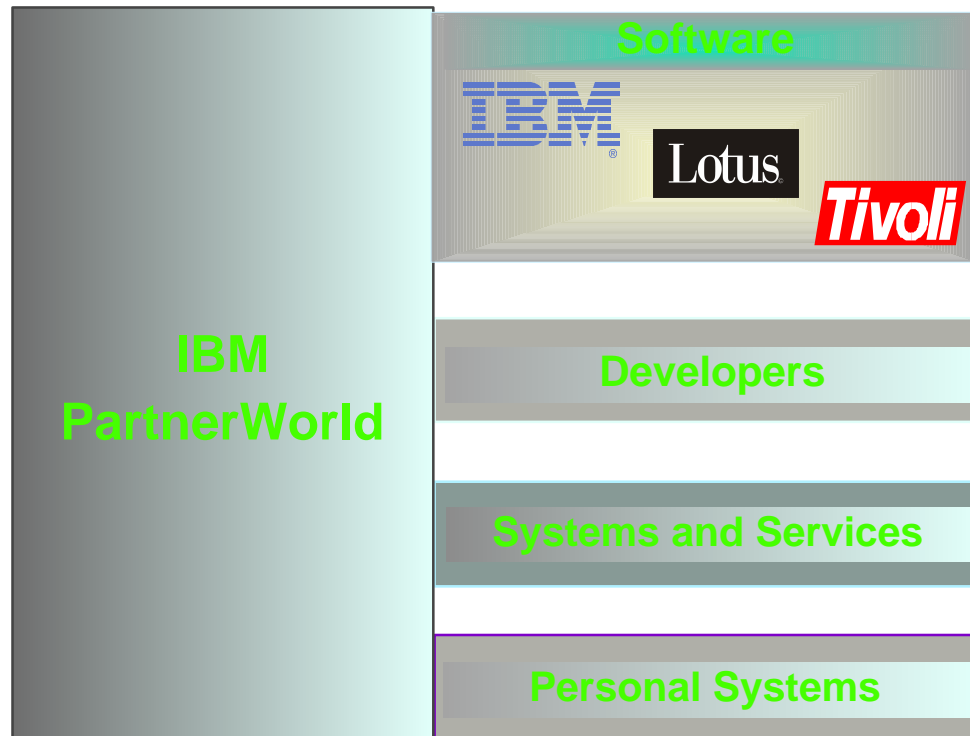 IBM
PartnerWorld
Software
IBM®
Lotus
Tivoli
Developers
Systems and Services
Personal Systems